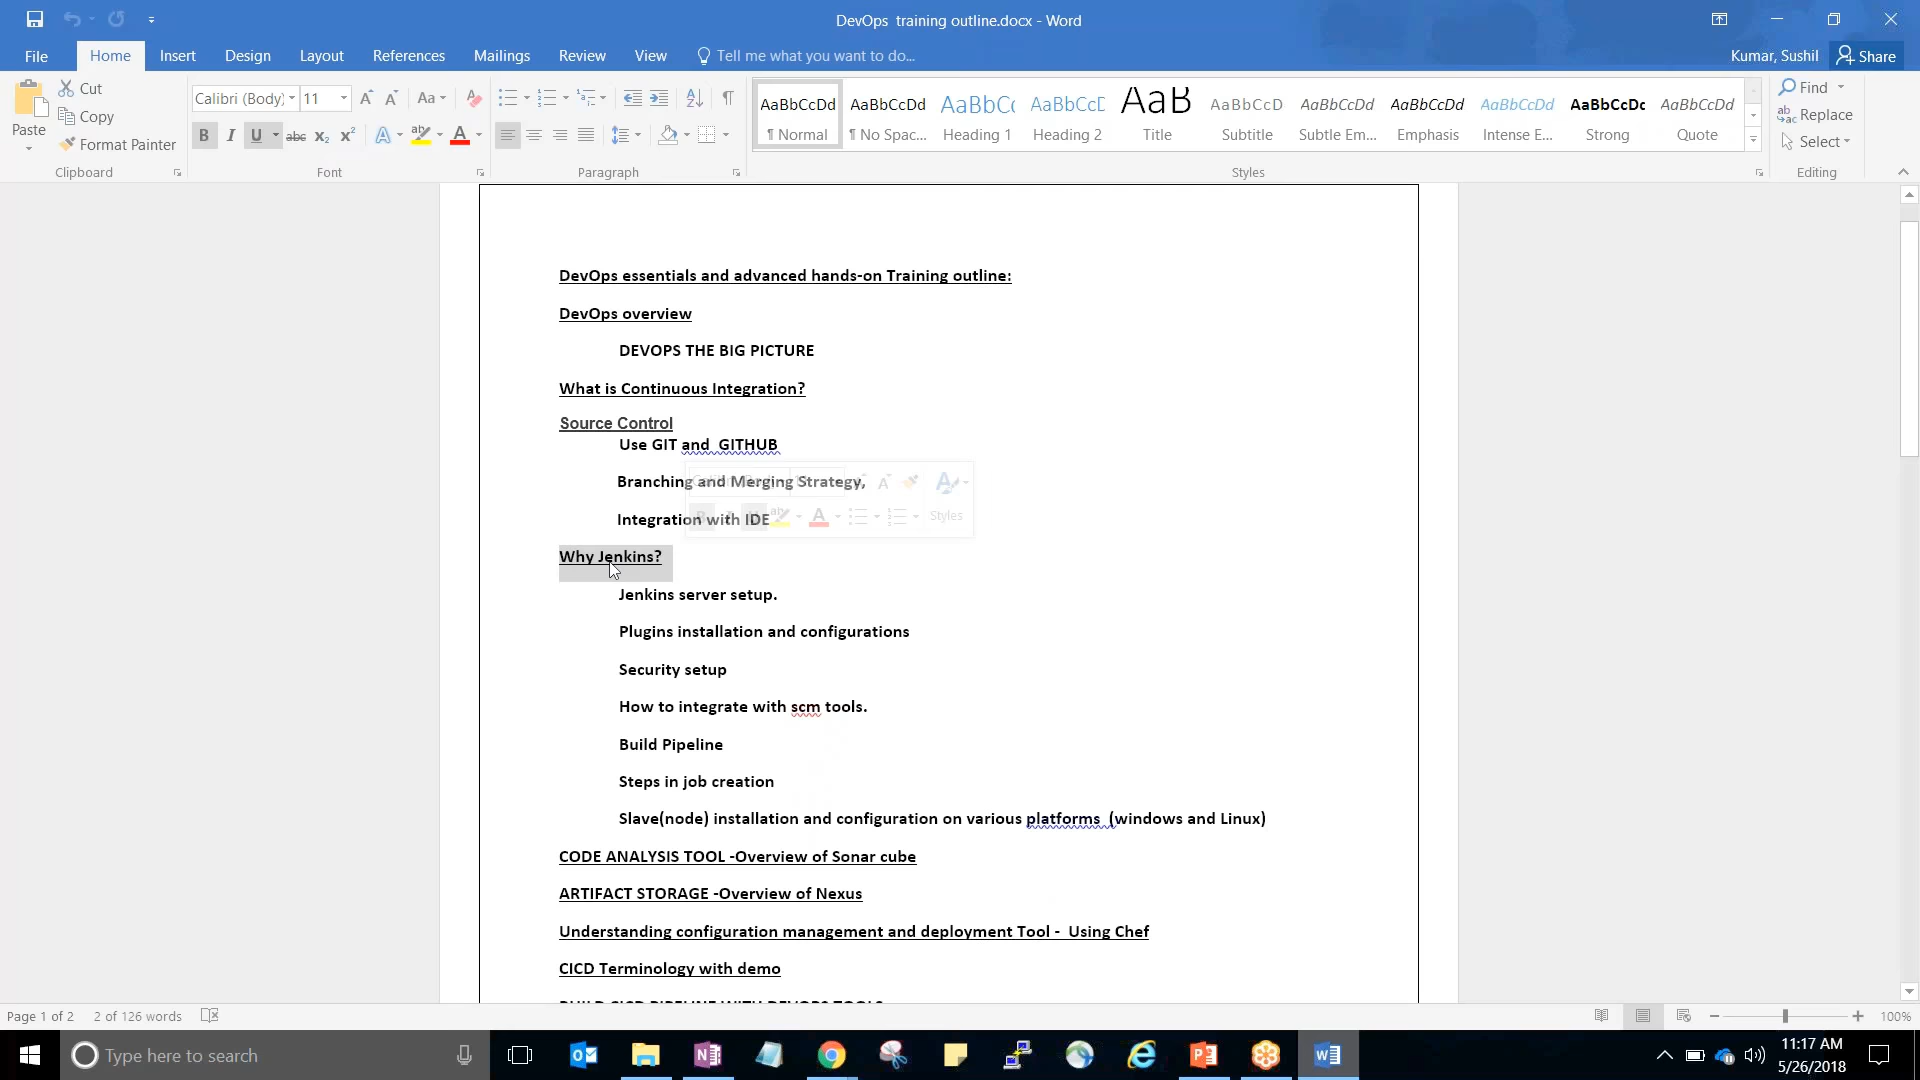 DevOps  training outline.docx - Word
File
Home
Insert
Design
Layout
References
Mailings
Review
View
Tell me what you want to do...
Kumar, Sushil
Share
Paste
Cut
Copy
Format Painter
Clipboard
Calibri (Body)
11
Font
Paragraph
AaBbCcDd
¶ Normal
AaBbCcDd
¶ No Spac...
AaBbCc
Heading 1
AaBbCcD
Heading 2
AaB
Title
AaBbCcD
Subtitle
AaBbCcDd
Subtle Em...
AaBbCcDd
Emphasis
AaBbCcDd
Intense E...
AaBbCcDc
Strong
AaBbCcDd
Quote
Styles
Find
Replace
Select
Editing
DevOps essentials and advanced hands-on Training outline:
DevOps overview
DEVOPS THE BIG PICTURE
What is Continuous Integration?
Source Control
Use GIT and  GITHUB
Branching and Merging Strategy,
Integration with IDE
Styles
Why Jenkins?
Jenkins server setup.
Plugins installation and configurations
Security setup
How to integrate with scm tools.
Build Pipeline
Steps in job creation
Slave(node) installation and configuration on various platforms  (windows and Linux)
CODE ANALYSIS TOOL -Overview of Sonar cube
ARTIFACT STORAGE -Overview of Nexus
Understanding configuration management and deployment Tool -  Using Chef
CICD Terminology with demo
BUILD CICD PIPELINE WITH DEVOPS TOOLS
Page 1 of 2
2 of 126 words
100%
Type here to search
11:17 AM
5/26/2018